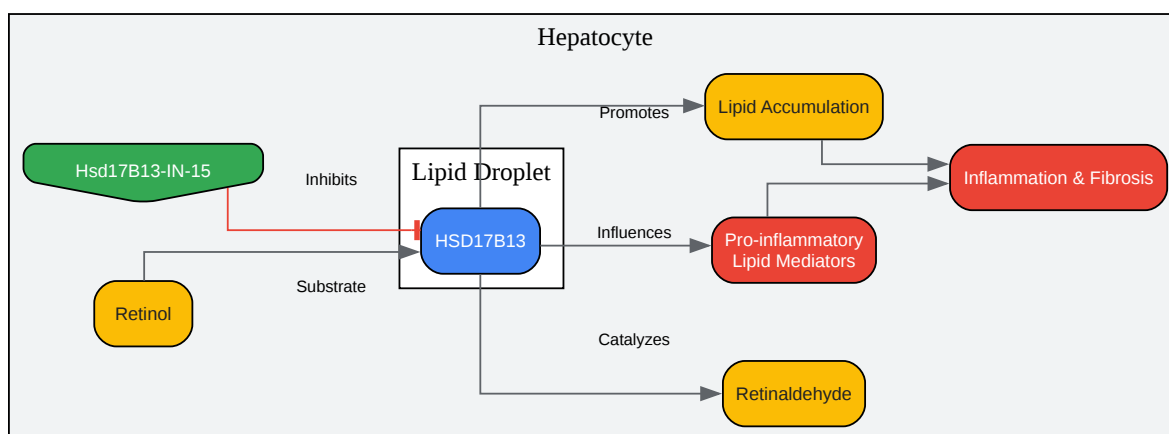 Hepatocyte
Promotes
Lipid Accumulation
Hsd17B13-IN-15
Inhibits
Lipid Droplet
Inflammation & Fibrosis
HSD17B13
Influences
Pro-inflammatory
Lipid Mediators
Substrate
Retinol
Catalyzes
Retinaldehyde